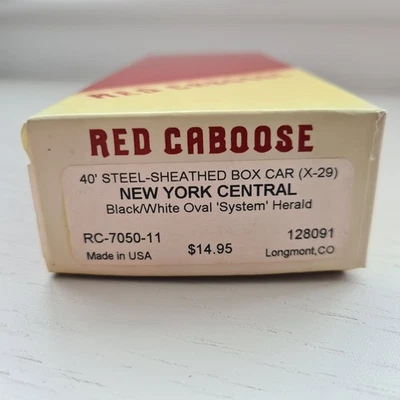 RED CABOOSE
RED CABOOSE
40' STEEL-SHEATHED BOX CAR (X-29)
NEW YORK CENTRAL
Black/White Oval 'System' Herald
RC-7050-11 $14.95 128091
Made in USA Longmont,CO